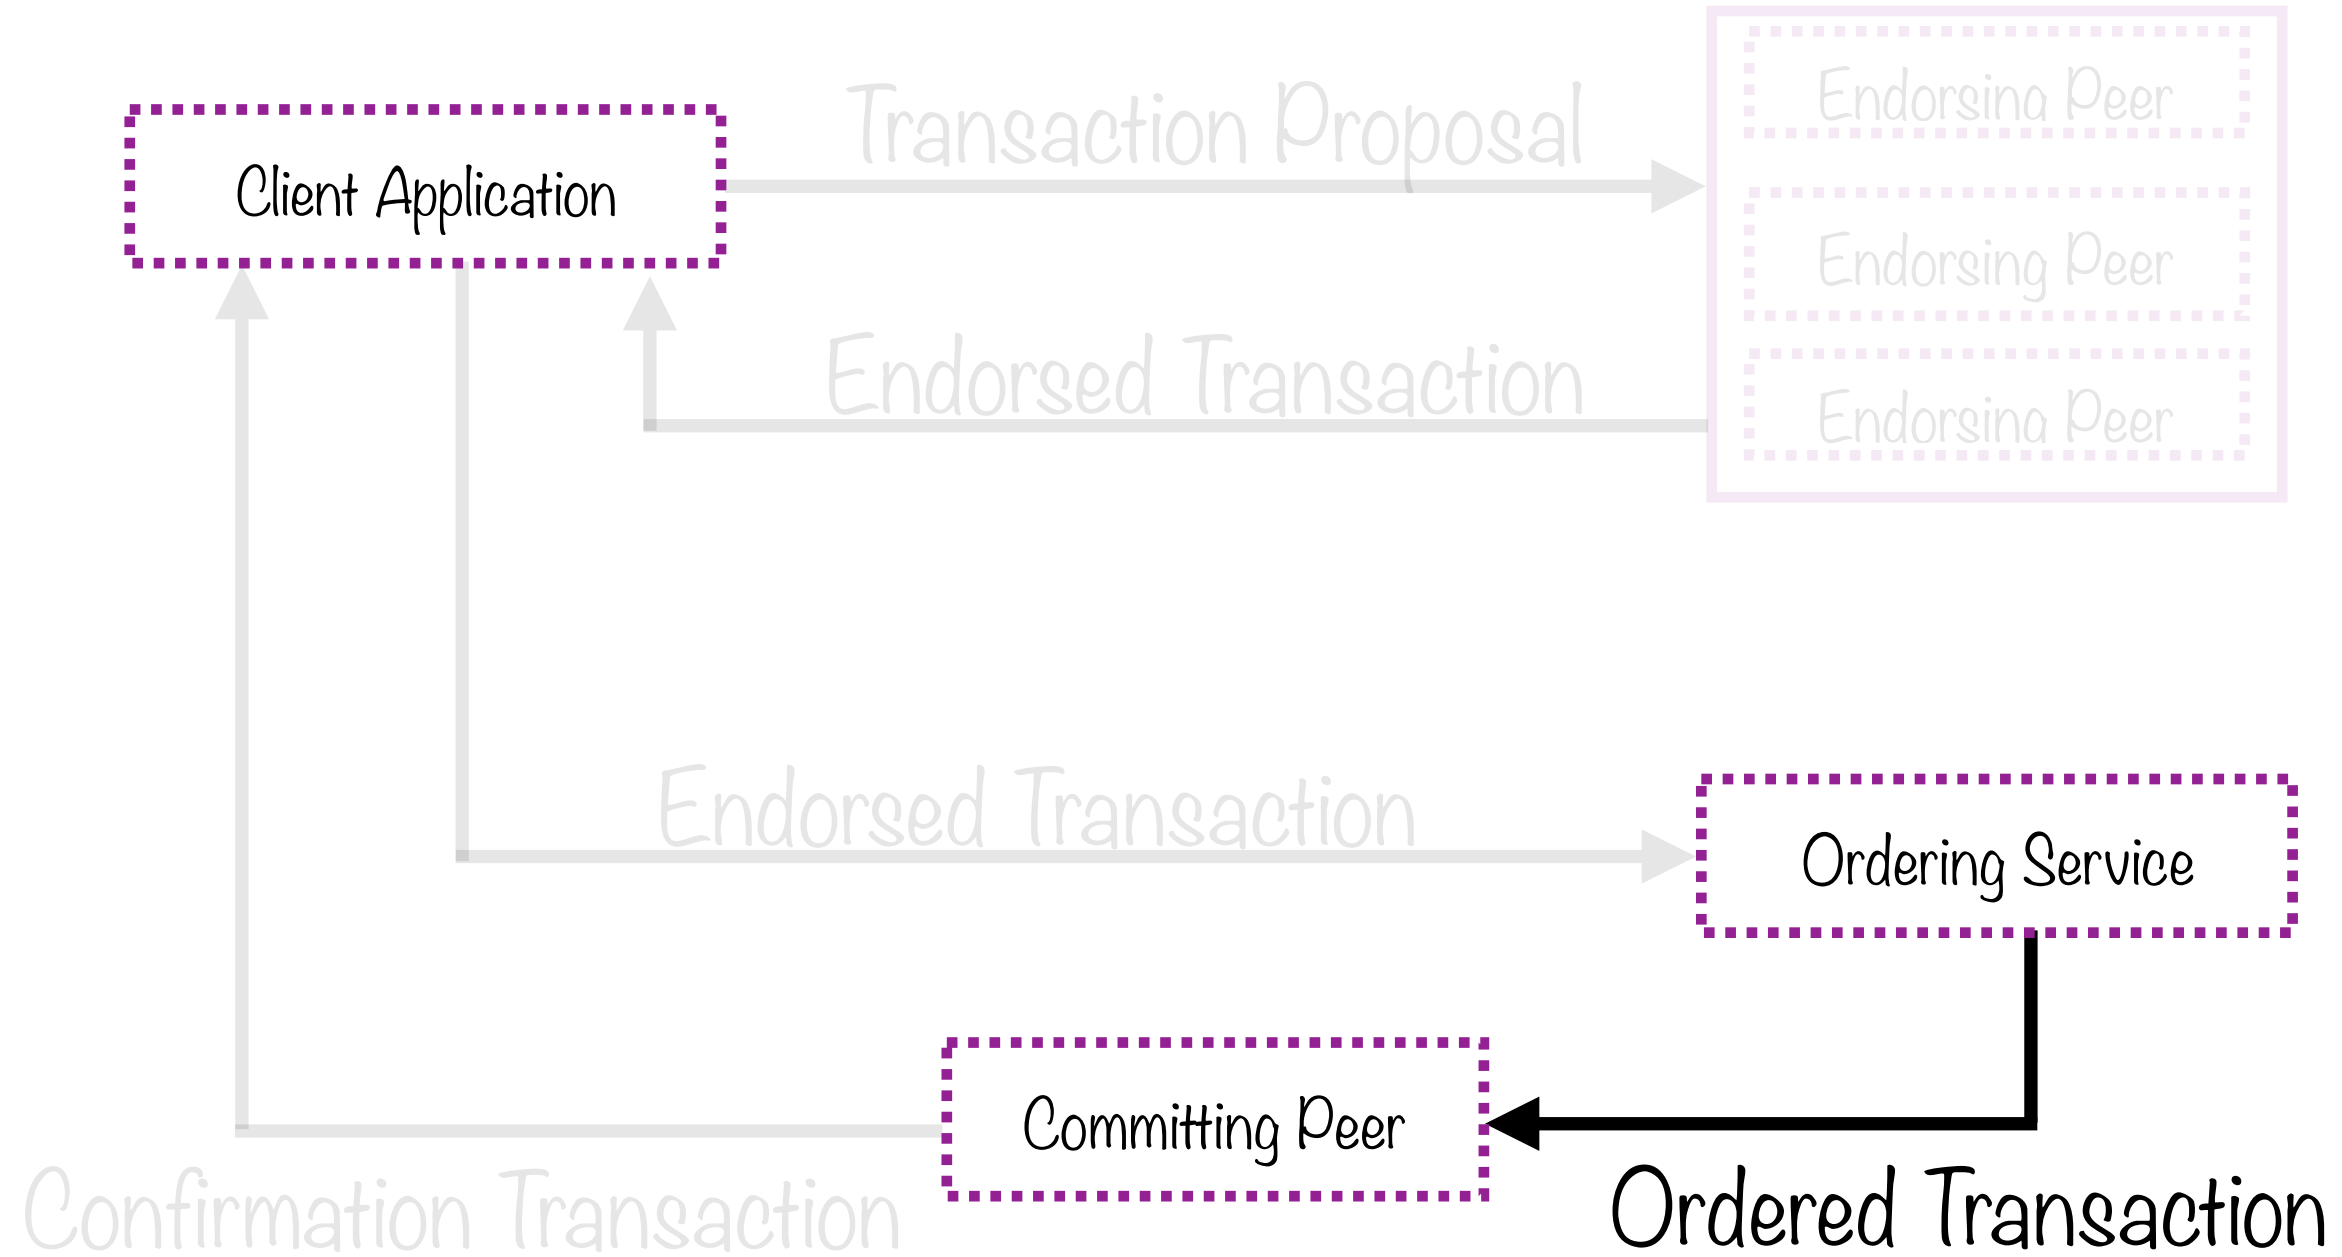 Transaction Proposal
Endorsing Peer
Client Application
Endorsing Peer
Endorsed Transaction
Endorsing Peer
Endorsed Transaction
Ordering Service
Committing Peer
Confirmation Transaction
Ordered Transaction